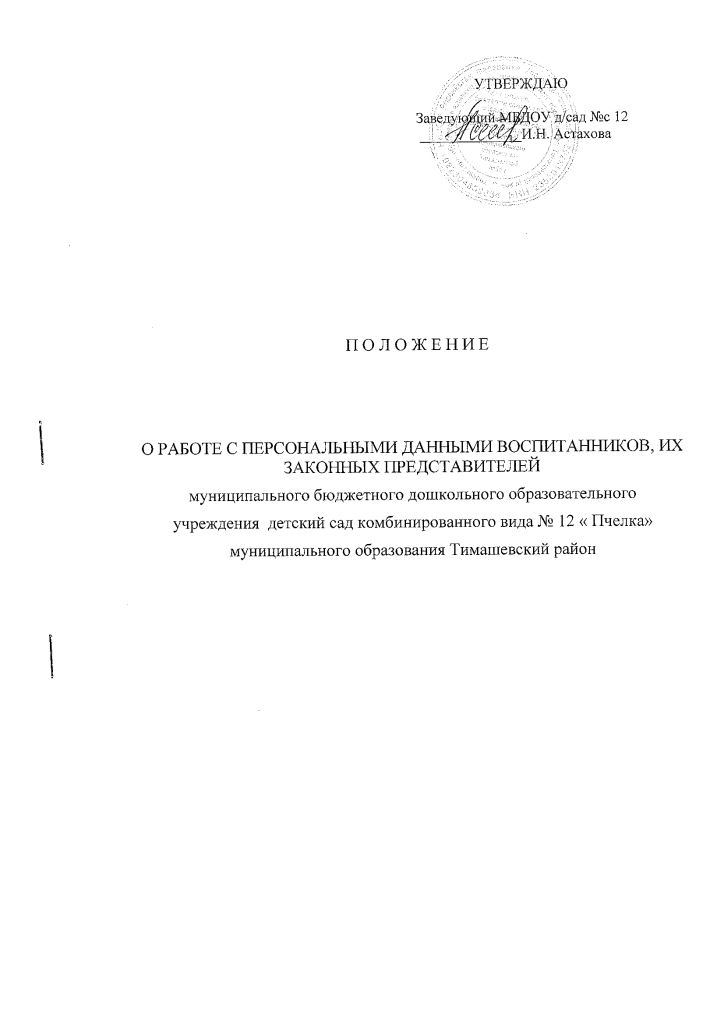 УТВЕРЖДАЮ
Заведующий МБДОУ д/сад №с 12
И.Н. Астахова
П О Л О Ж Е Н И Е
О РАБОТЕ С ПЕРСОНАЛЬНЫМИ ДАННЫМИ ВОСПИТАННИКОВ, ИХ
ЗАКОННЫХ ПРЕДСТАВИТЕЛЕЙ
муниципального бюджетного дошкольного образовательного
учреждения детский сад комбинированного вида № 12 « Пчелка»
муниципального образования Тимашевский район